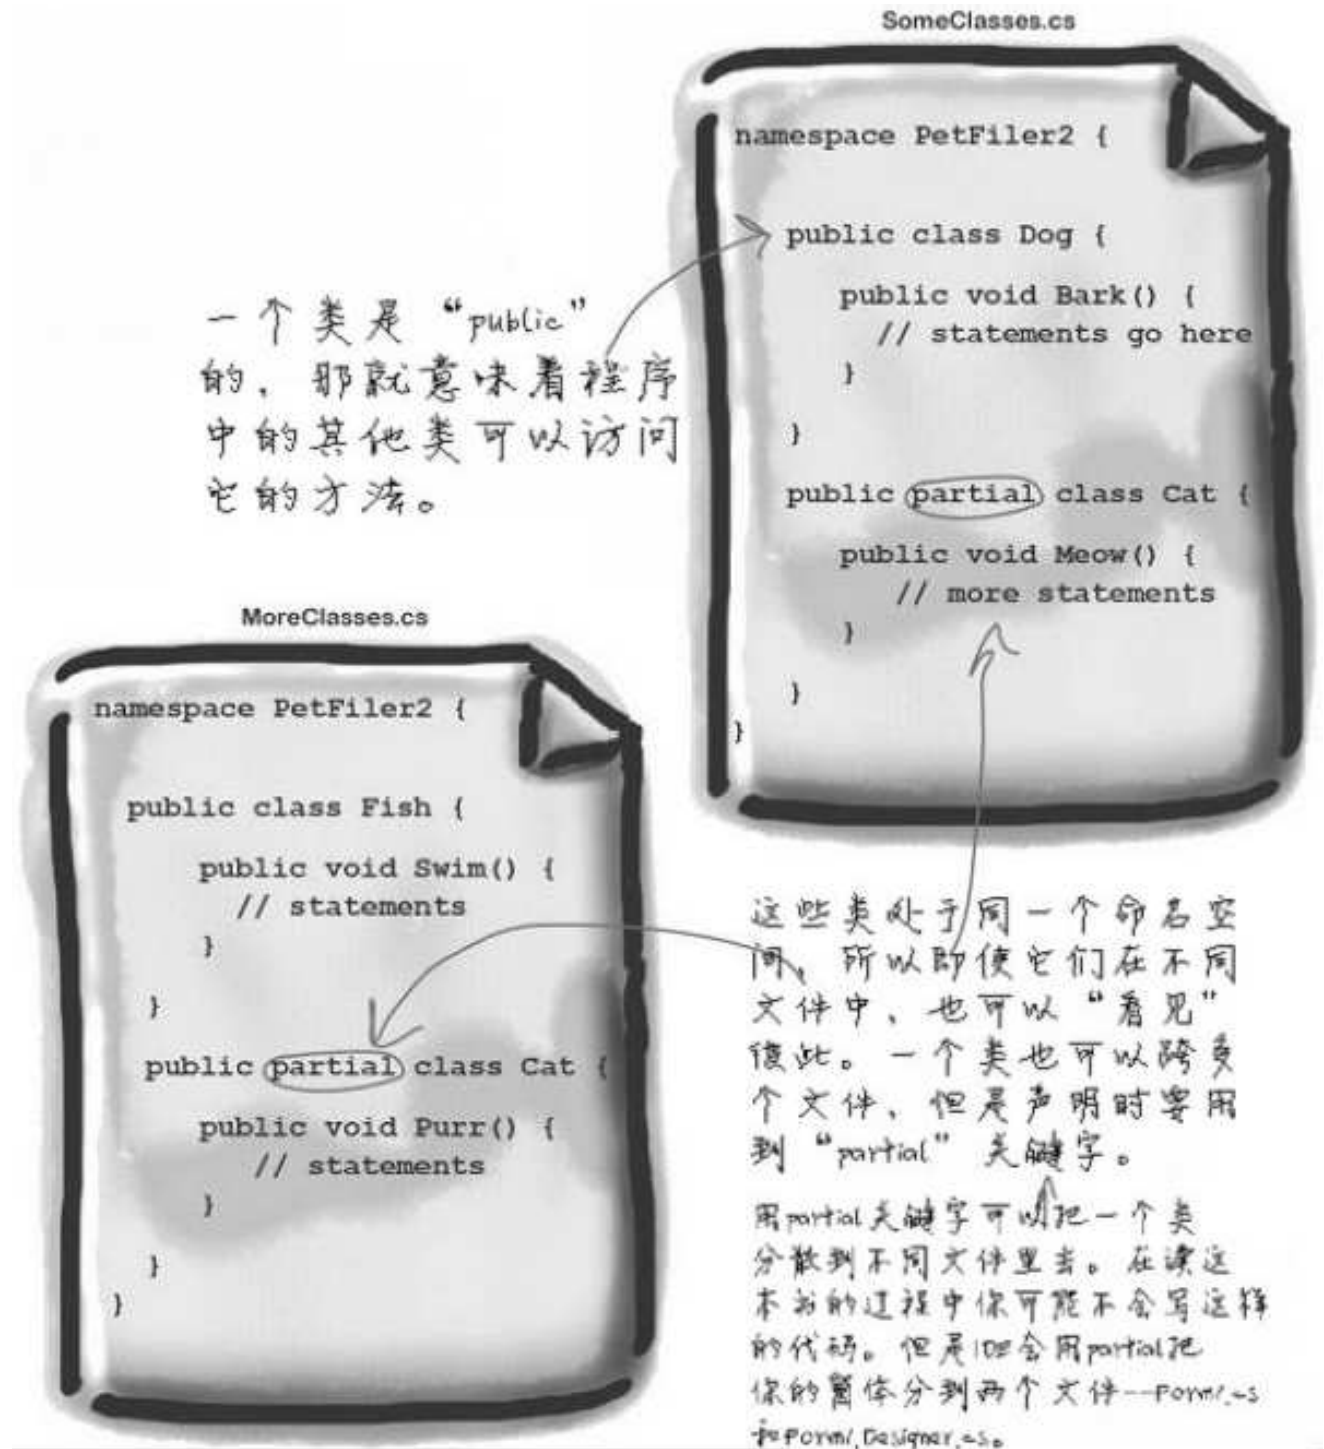 SomeClasses.cs
namespace PetFiler2 {
public class Dog {
public void Bark() {
// statements go here
}
}
public partial class Cat {
public void Meow() {
// more statements
}
}
}
一个类是“public”
的，那就意味着程序
中的其他类可以访问
它的方法。
MoreClasses.cs
namespace PetFiler2 {
public class Fish {
public void Swim() {
// statements
}
}
public partial class Cat {
public void Purr() {
// statements
}
}
}
这些类处于同一个命名空
间，所以即使它们在不同
文件中，也可以“看见”
彼此。一个类也可以跨多
个文件，但是声明时要用
到“partial”关键字。
用partial关键字可以把一个类
分散到不同文件里去。在读这
本书的过程中你可能不会写这样
的代码。但是IDE会用partial把
你的窗体分到两个文件--Form1.cs
和Form1.Designer.cs。